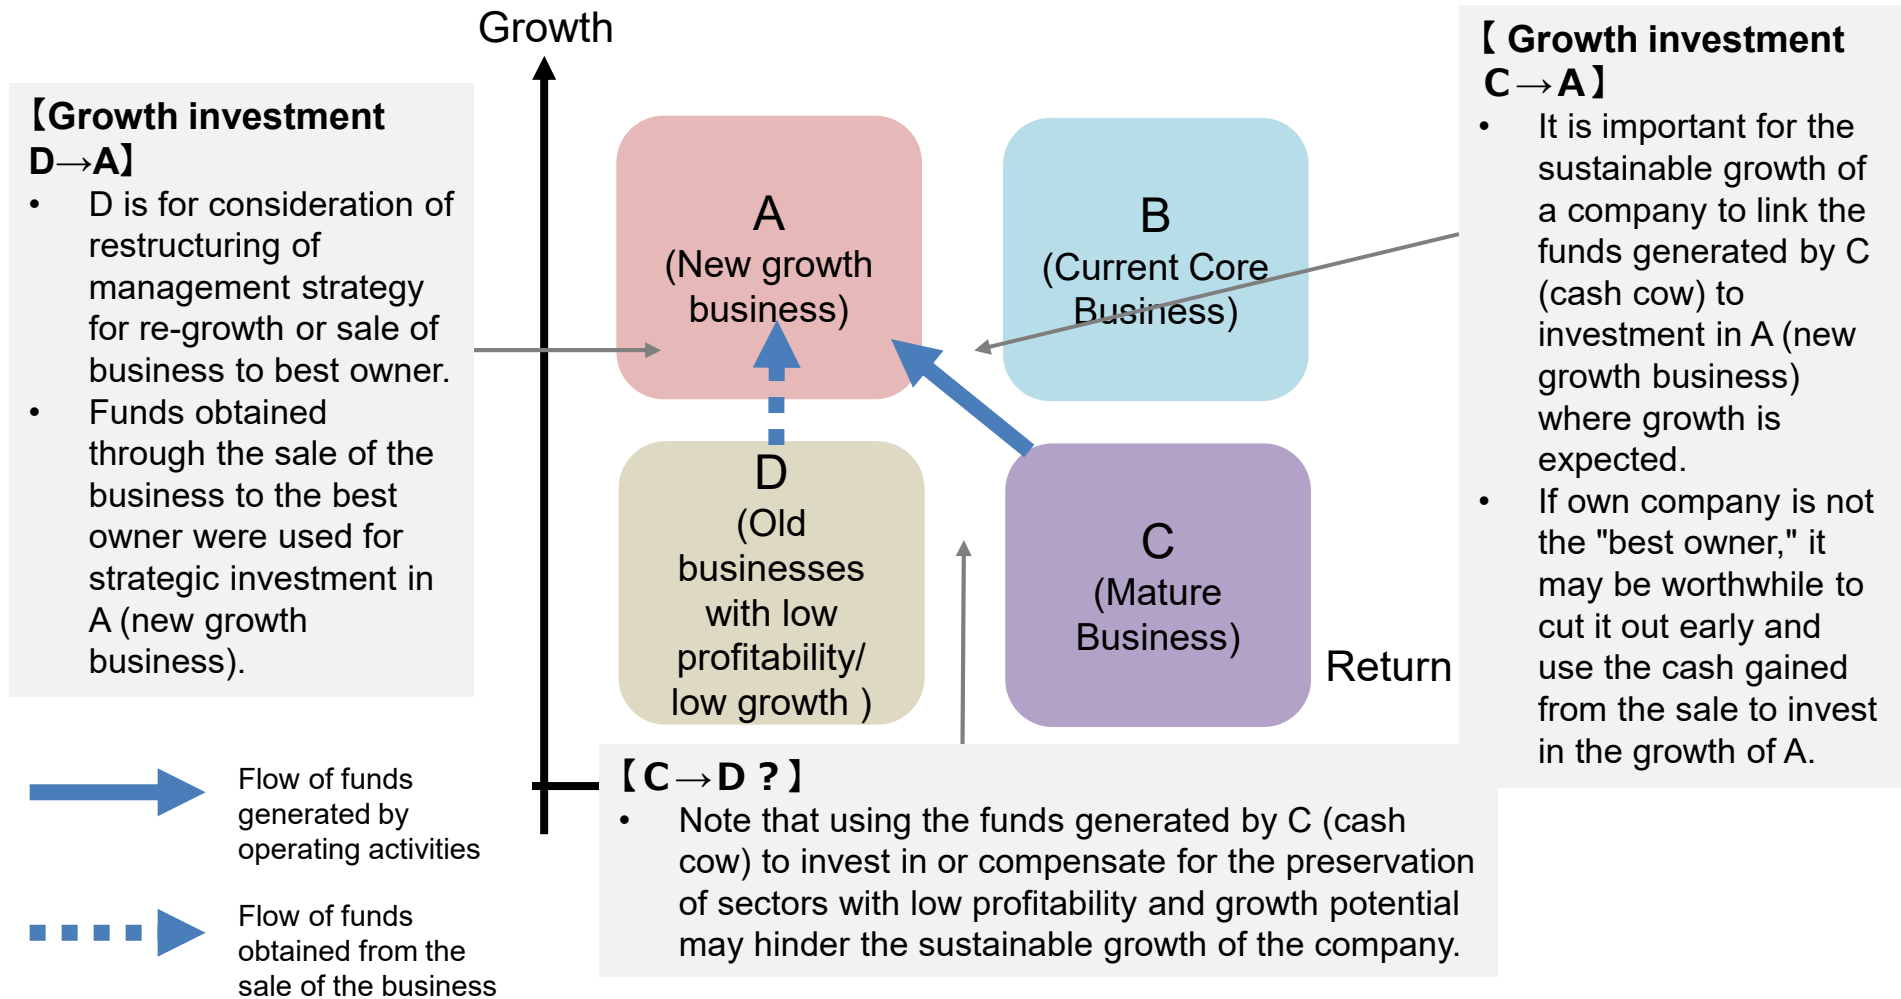 Growth
【Growth investment
D→A】
• D is for consideration of
restructuring of
management strategy
for re-growth or sale of
business to best owner.
• Funds obtained
through the sale of the
business to the best
owner were used for
strategic investment in
A (new growth
business).
A
(New growth
business)
B
(Current Core
Business)
D
(Old
businesses
with low
profitability/
low growth )
C
(Mature
Business)
Return
【 Growth investment
C→A】
• It is important for the
sustainable growth of
a company to link the
funds generated by C
(cash cow) to
investment in A (new
growth business)
where growth is
expected.
• If own company is not
the "best owner," it
may be worthwhile to
cut it out early and
use the cash gained
from the sale to invest
in the growth of A.
【C→D？】
• Note that using the funds generated by C (cash
cow) to invest in or compensate for the preservation
of sectors with low profitability and growth potential
may hinder the sustainable growth of the company.
Flow of funds
generated by
operating activities
Flow of funds
obtained from the
sale of the business